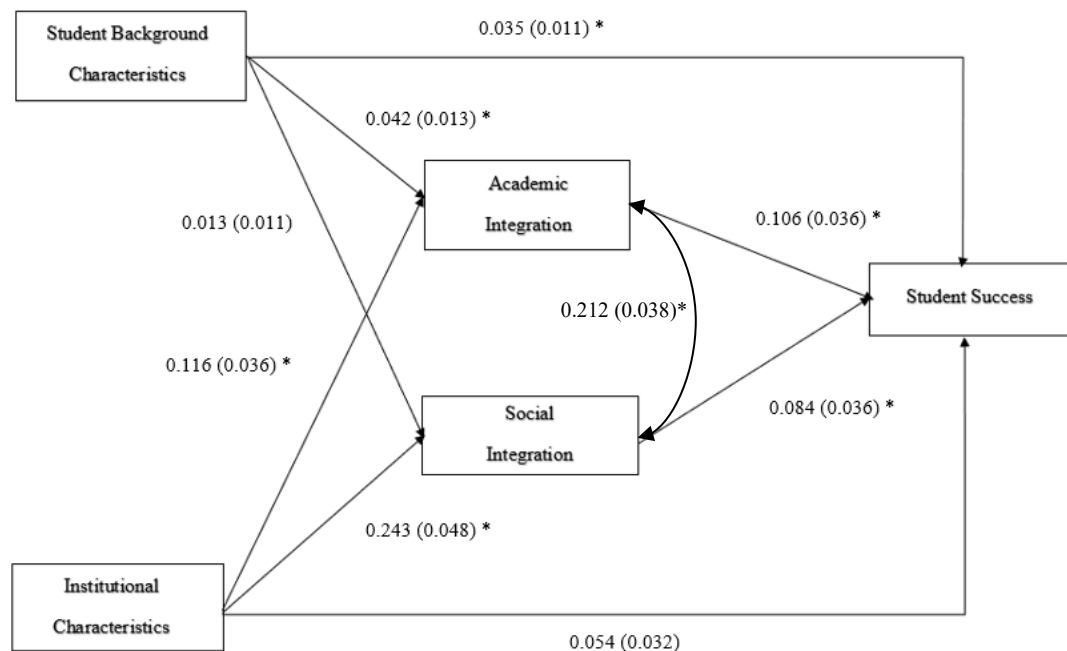 Student Background
Characteristics
0.035 (0.011) *
0.042 (0.013) *
Academic
Integration
0.013 (0.011)
0.106 (0.036) *
Student Success
0.212 (0.038)*
0.116 (0.036) *
Social
Integration
0.084 (0.036) *
0.243 (0.048) *
Institutional
Characteristics
0.054 (0.032)